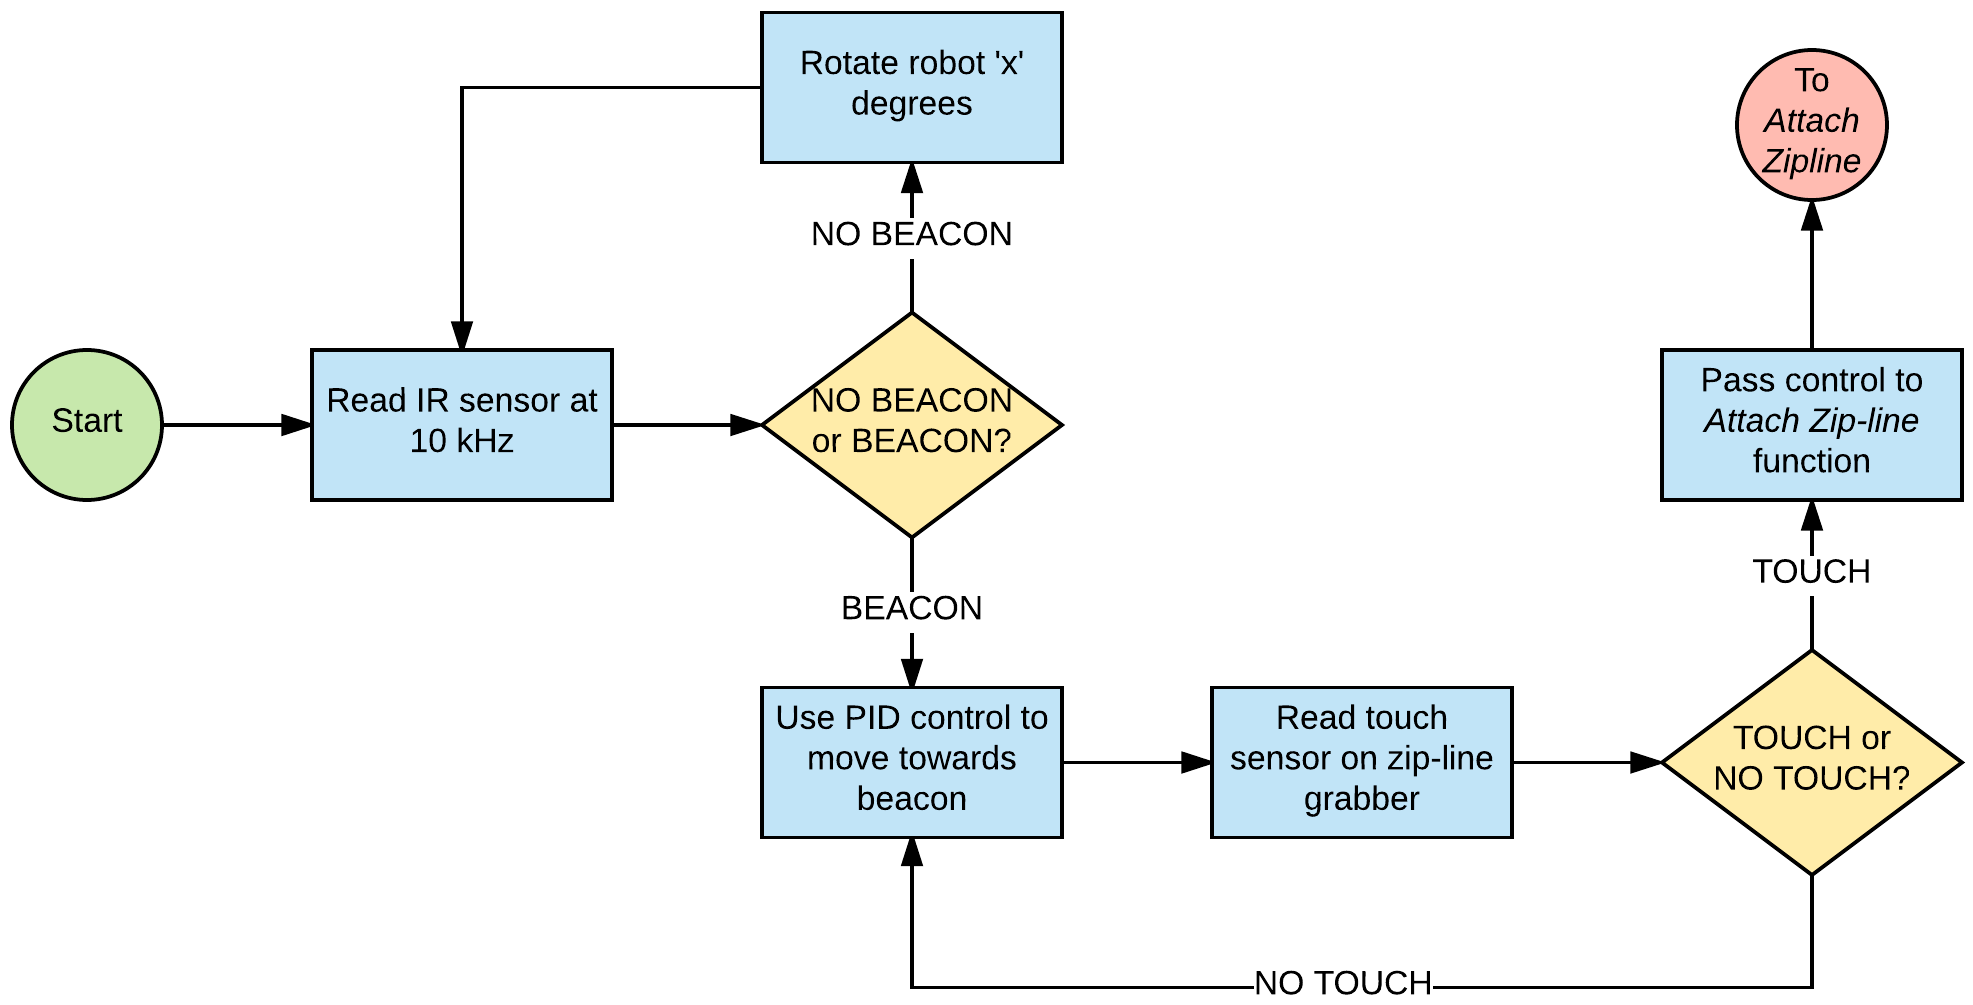 Rotate robot 'x'
degrees
To
Attach
Zipline
NO BEACON
Start
Read IR sensor at
10 kHz
NO BEACON
or BEACON?
Pass control to
Attach Zip-line
function
TOUCH
BEACON
Use PID control to
move towards
beacon
Read touch
sensor on zip-line
grabber
TOUCH or
NO TOUCH?
NO TOUCH